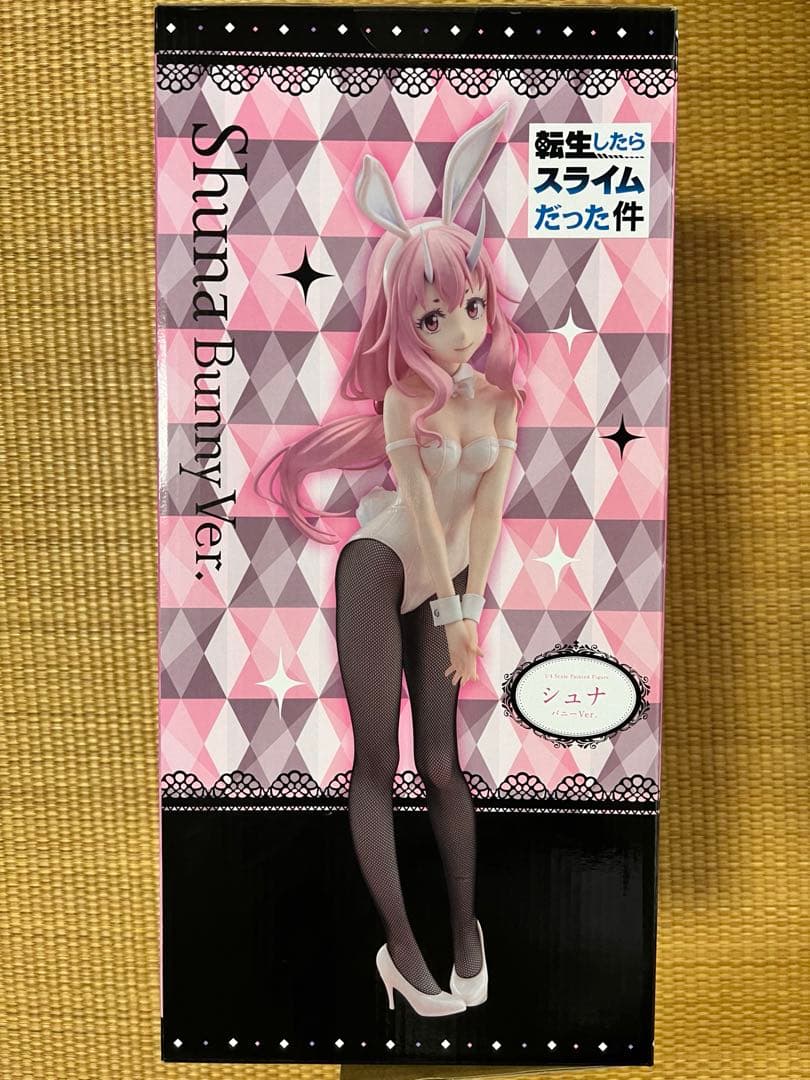 転生したら
スライム
だった件
Shuna Bunny Ver.
1/4 Scale Painted Figure
シュナ
バニーVer.